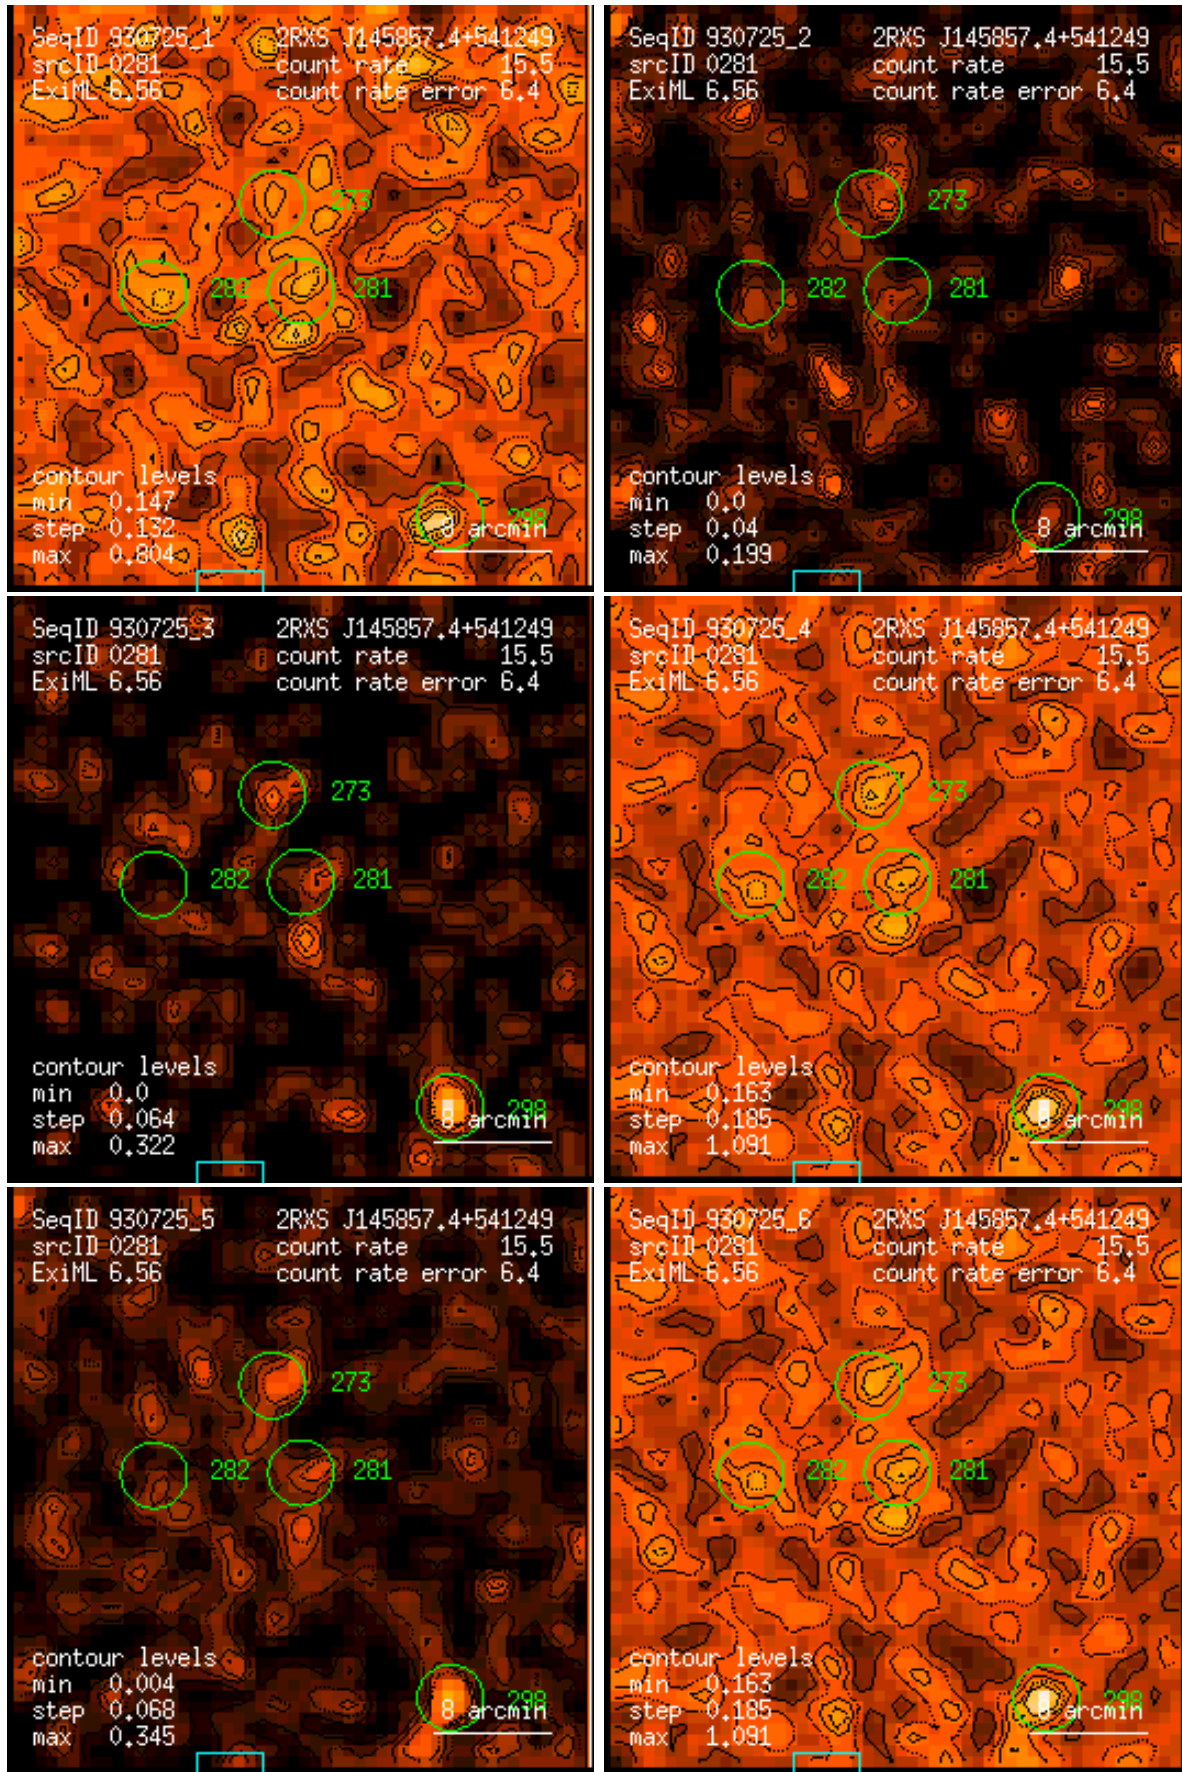 SeqID 930725_1 2RXS J145857.4+541249
srcID 0281 count rate 15.5
ExiML 6.56 count rate error 6.4
273
282 281
contour levels
min 0.147
step 0.132
max 0.804
298
8 arcmin
SeqID 930725_2 2RXS J145857.4+541249
srcID 0281 count rate 15.5
ExiML 6.56 count rate error 6.4
273
282 281
contour levels
min 0.0
step 0.04
max 0.199
298
8 arcmin
SeqID 930725_3 2RXS J145857.4+541249
srcID 0281 count rate 15.5
ExiML 6.56 count rate error 6.4
273
282 281
contour levels
min 0.0
step 0.064
max 0.322
298
8 arcmin
SeqID 930725_4 2RXS J145857.4+541249
srcID 0281 count rate 15.5
ExiML 6.56 count rate error 6.4
273
282 281
contour levels
min 0.163
step 0.185
max 1.091
298
8 arcmin
SeqID 930725_5 2RXS J145857.4+541249
srcID 0281 count rate 15.5
ExiML 6.56 count rate error 6.4
273
282 281
contour levels
min 0.004
step 0.068
max 0.345
298
8 arcmin
SeqID 930725_6 2RXS J145857.4+541249
srcID 0281 count rate 15.5
ExiML 6.56 count rate error 6.4
273
282 281
contour levels
min 0.163
step 0.185
max 1.091
298
8 arcmin